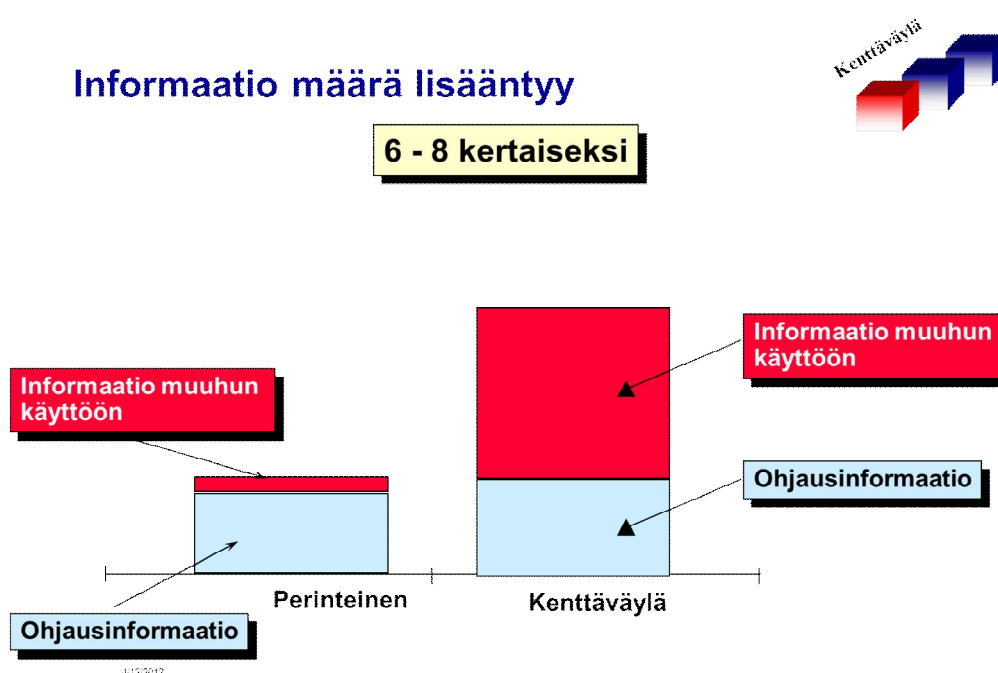 Kenttäväylä
Informaatio määrä lisääntyy
6 - 8 kertaiseksi
Informaatio muuhun
käyttöön
Informaatio muuhun
käyttöön
Ohjausinformaatio
Perinteinen
Kenttäväylä
Ohjausinformaatio